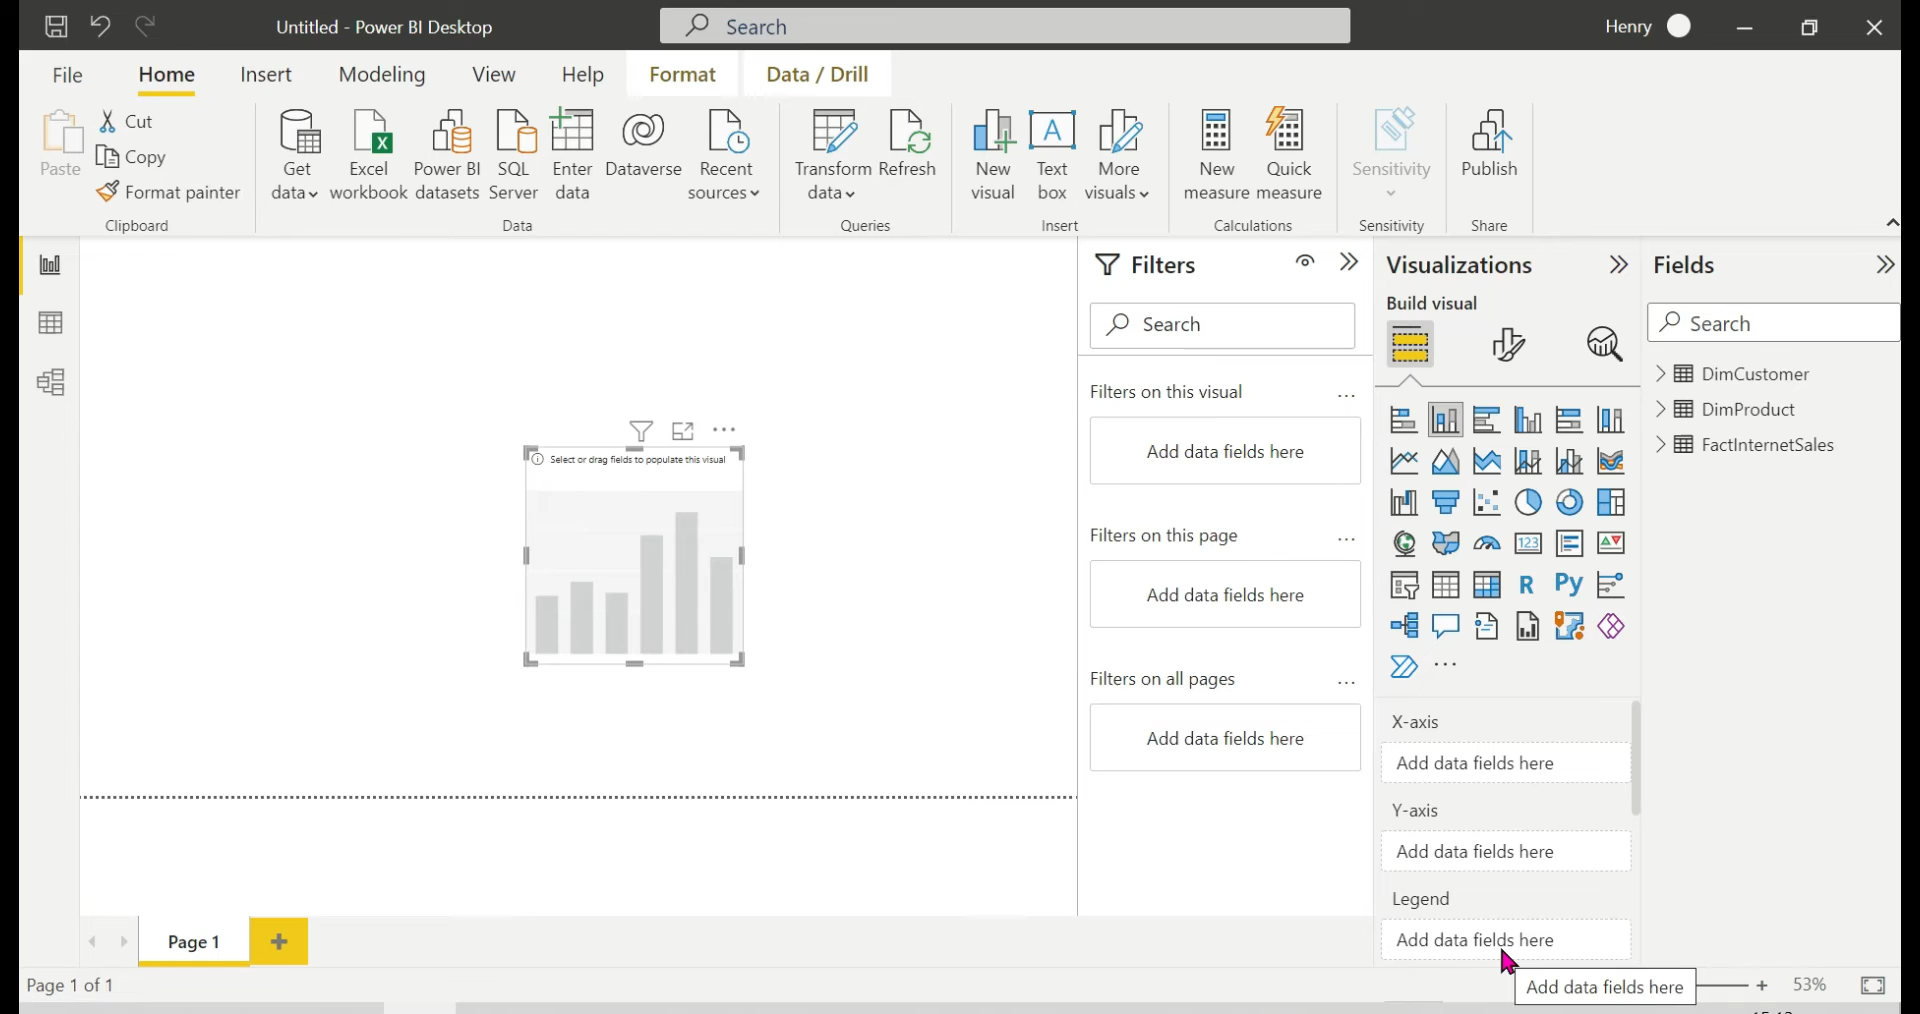 Untitled - Power BI Desktop
Search
Henry
File
Home
Insert
Modeling
View
Help
Format
Data / Drill
Paste
Cut
Copy
Format painter
Clipboard
Get
data
Excel
workbook
Power BI
datasets
SQL
Server
Enter
data
Dataverse
Recent
sources
Data
Transform
data
Refresh
Queries
New
visual
A
Text
box
More
visuals
Insert
New
measure
Quick
measure
Calculations
Sensitivity
Sensitivity
Publish
Share
Filters
Search
Filters on this visual
...
Add data fields here
Filters on this page
...
Add data fields here
Filters on all pages
...
Add data fields here
Visualizations
Build visual
123
R
Py
...
X-axis
Add data fields here
Y-axis
Add data fields here
Legend
Add data fields here
Add data fields here
Fields
Search
DimCustomer
DimProduct
FactInternetSales
Select or drag fields to populate this visual
Page 1
Page 1 of 1
53%